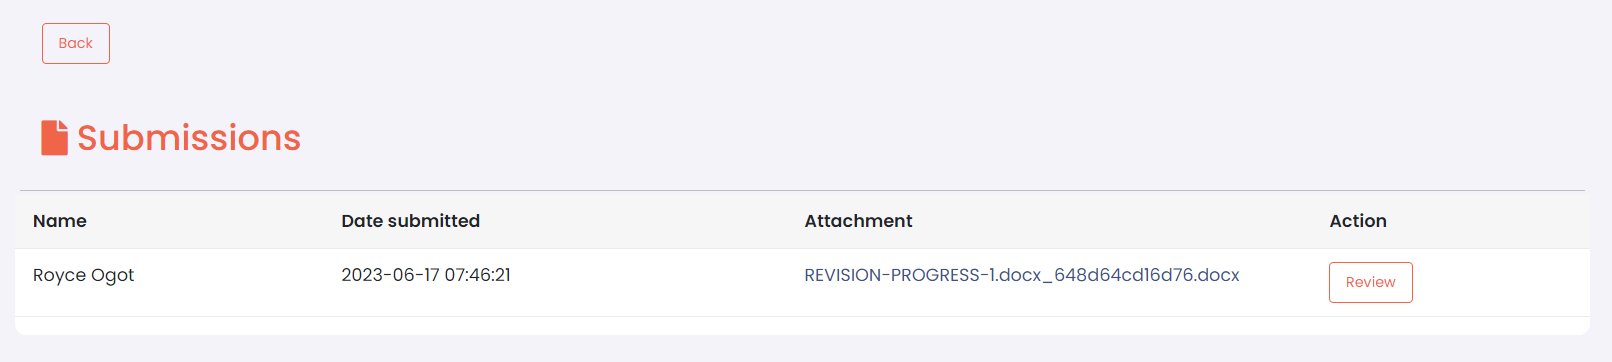 Back
Submissions
Name Date submitted Attachment Action
Royce Ogot 2023-06-17 07:46:21 REVISION-PROGRESS-1.docx_648d64cd16d76.docx Review